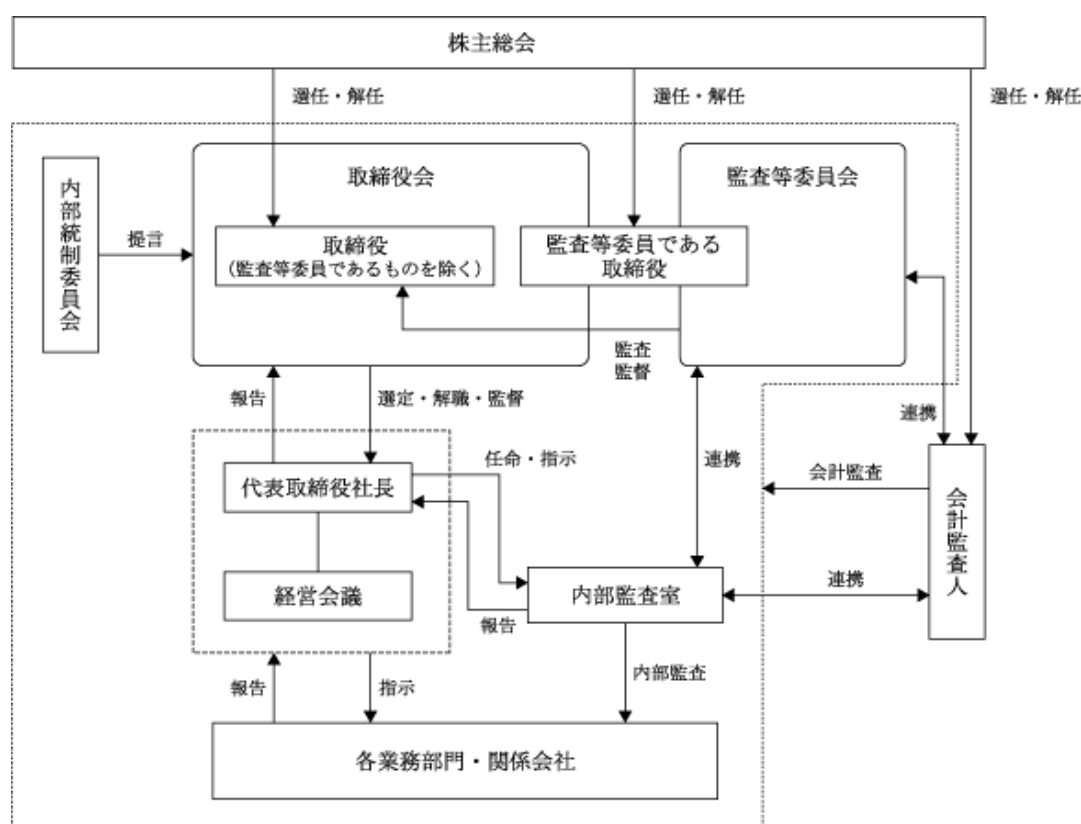 株主総会
選任・解任
選任・解任
選任・解任
取締役会
監査等委員会
内部統制委員会
提言
取締役
（監査等委員であるものを除く）
監査等委員である
取締役
監査
監督
報告
選定・解職・監督
連携
連携
任命・指示
会計監査
代表取締役社長
会計監査人
経営会議
内部監査室
連携
報告
内部監査
報告
指示
各業務部門・関係会社